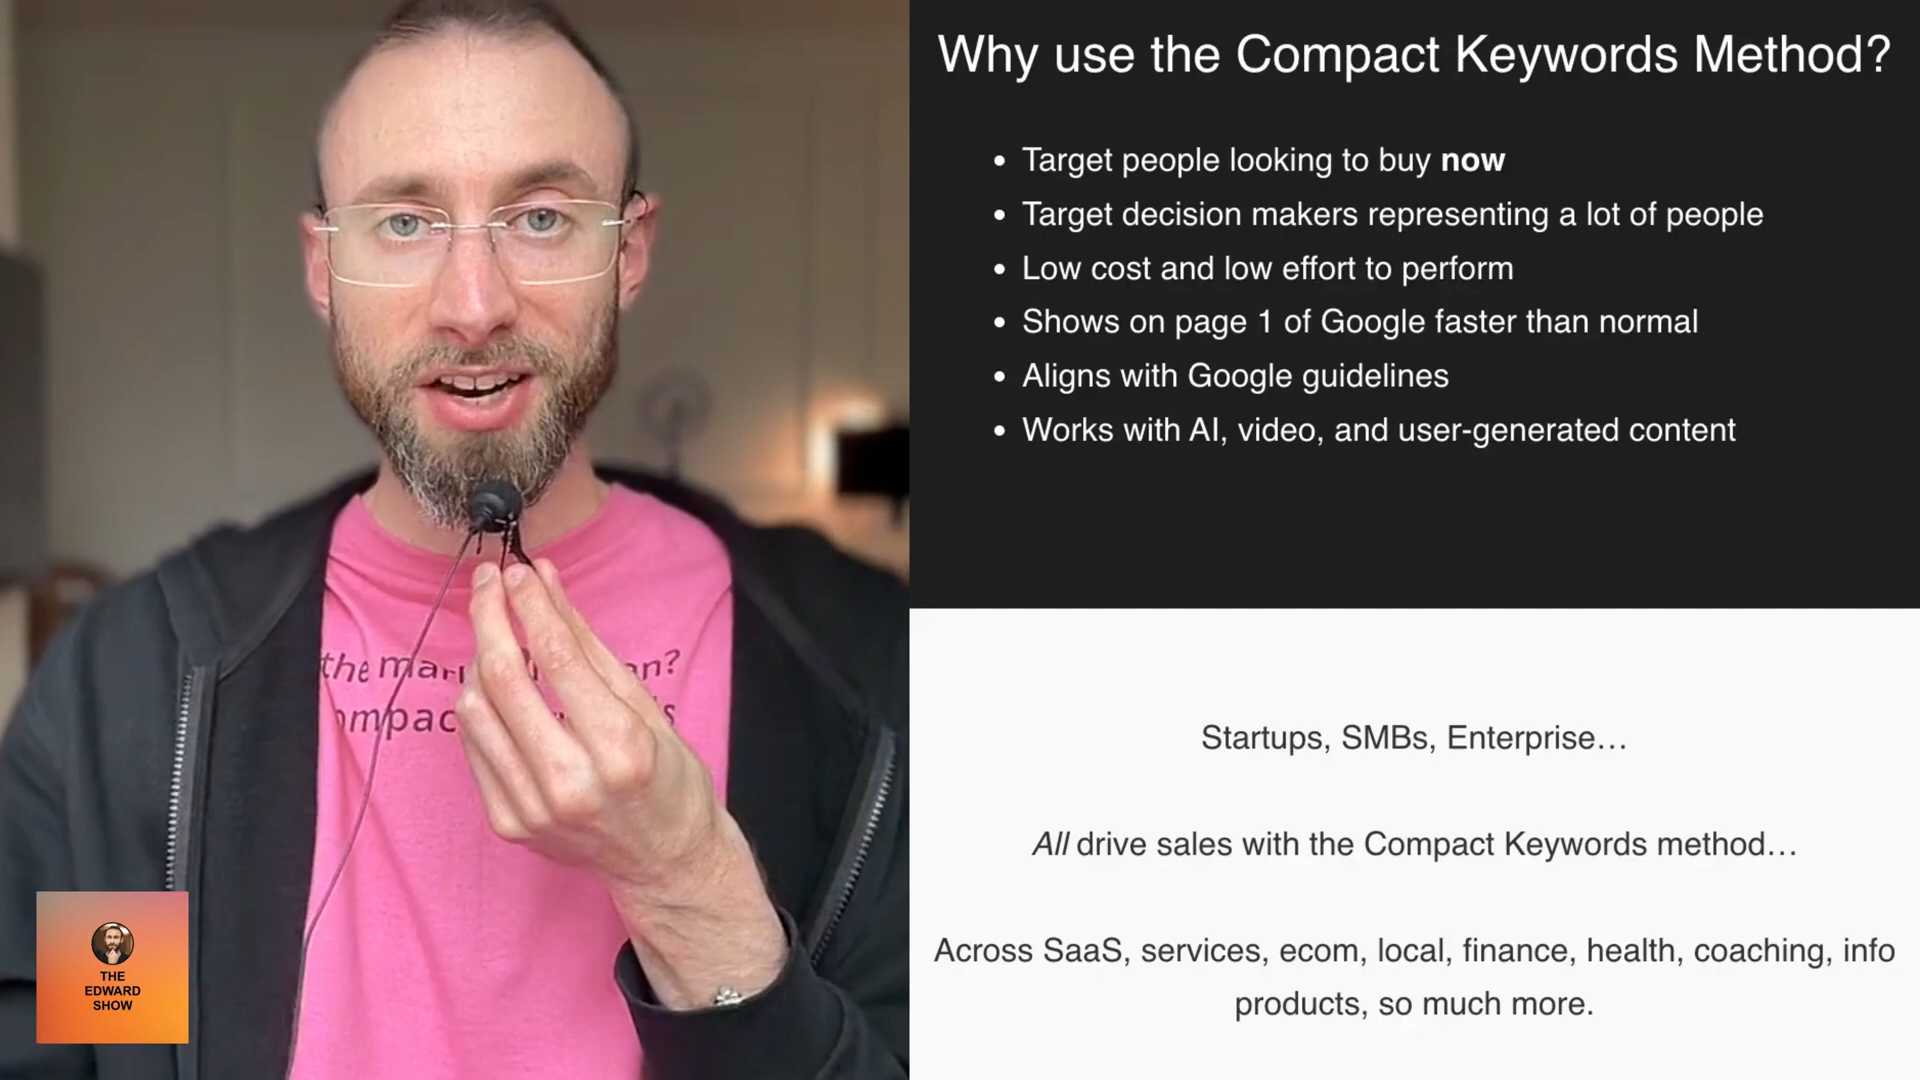 Why use the Compact Keywords Method?
• Target people looking to buy now
• Target decision makers representing a lot of people
• Low cost and low effort to perform
• Shows on page 1 of Google faster than normal
• Aligns with Google guidelines
• Works with AI, video, and user-generated content
Startups, SMBs, Enterprise…
All drive sales with the Compact Keywords method…
Across SaaS, services, ecom, local, finance, health, coaching, info
products, so much more.
the
THE
EDWARD
SHOW